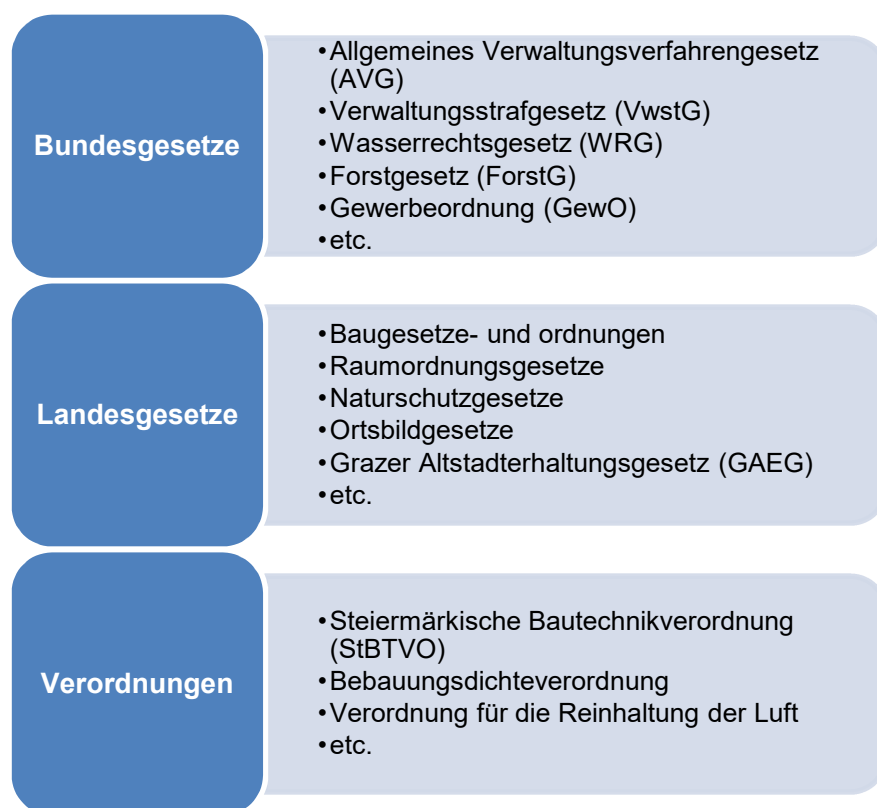 Bundesgesetze
•Allgemeines Verwaltungsverfahrengesetz
(AVG)
•Verwaltungsstrafgesetz (VwstG)
•Wasserrechtsgesetz (WRG)
•Forstgesetz (ForstG)
•Gewerbeordnung (GewO)
•etc.
Landesgesetze
•Baugesetze- und ordnungen
•Raumordnungsgesetze
•Naturschutzgesetze
•Ortsbildgesetze
•Grazer Altstadterhaltungsgesetz (GAEG)
•etc.
Verordnungen
•Steiermärkische Bautechnikverordnung
(StBTVO)
•Bebauungsdichteverordnung
•Verordnung für die Reinhaltung der Luft
•etc.